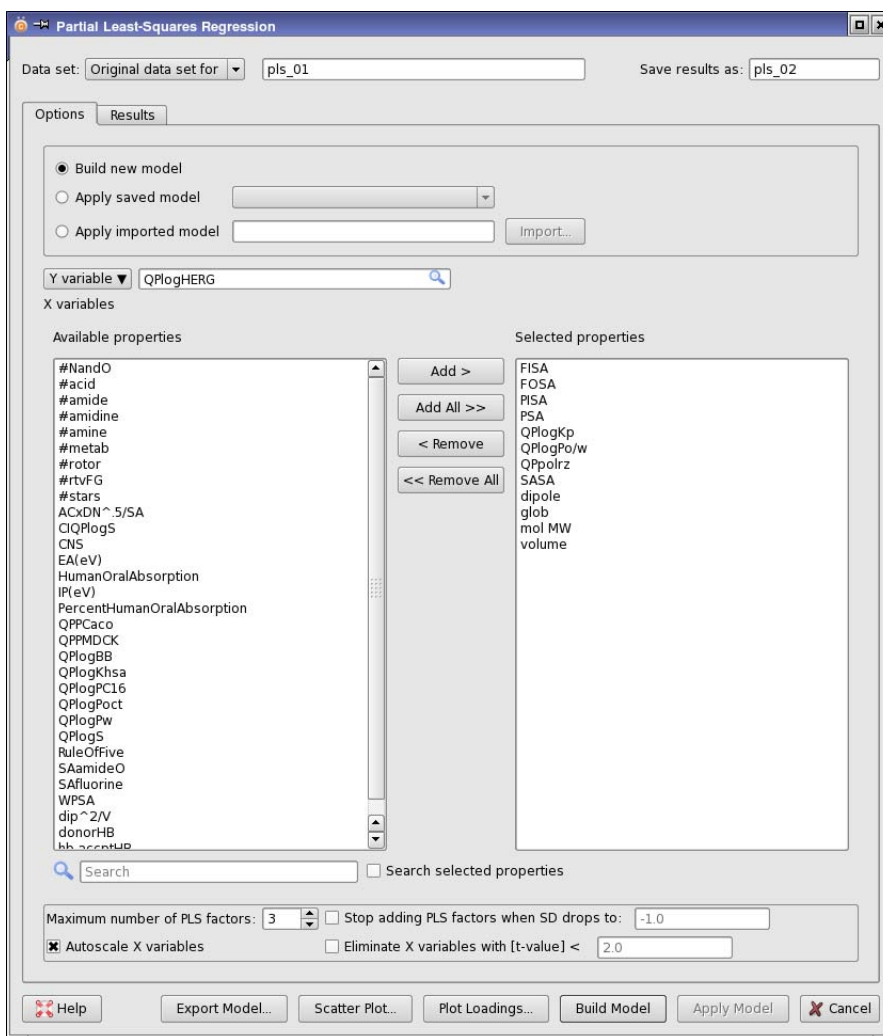 Partial Least-Squares Regression
Data set: Original data set for pls_01 Save results as: pls_02
Options Results
Build new model
Apply saved model
Apply imported model Import...
Y variable ▼ QPlogHERG
X variables
Available properties Selected properties
#NandO
#acid
#amide
#amidine
#amine
#metab
#rotor
#rtvFG
#stars
ACxDN^.5/SA
CIQPlogS
CNS
EA(eV)
HumanOralAbsorption
IP(eV)
PercentHumanOralAbsorption
QPPCaco
QPPMDCK
QPlogBB
QPlogKhsa
QPlogPC16
QPlogPoct
QPlogPw
QPlogS
RuleOfFive
SAamideO
SAfluorine
WPSA
dip^2/V
donorHB
hb accptHB
Add >
Add All >>
< Remove
<< Remove All
FISA
FOSA
PISA
PSA
QPlogKp
QPlogPo/w
QPpolrz
SASA
dipole
glob
mol MW
volume
Search Search selected properties
Maximum number of PLS factors: 3 Stop adding PLS factors when SD drops to: -1.0
Autoscale X variables Eliminate X variables with [t-value] < 2.0
Help Export Model... Scatter Plot... Plot Loadings... Build Model Apply Model Cancel